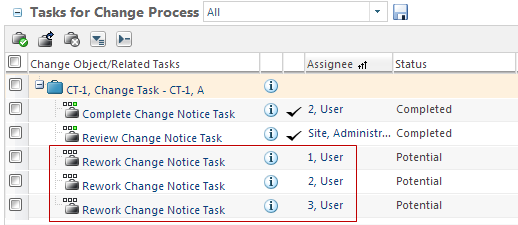 Tasks for Change Process All
Change Object/Related Tasks Assignee Status
CT-1, Change Task - CT-1, A
Complete Change Notice Task 2, User Completed
Review Change Notice Task Site, Administr... Completed
Rework Change Notice Task 1, User Potential
Rework Change Notice Task 2, User Potential
Rework Change Notice Task 3, User Potential